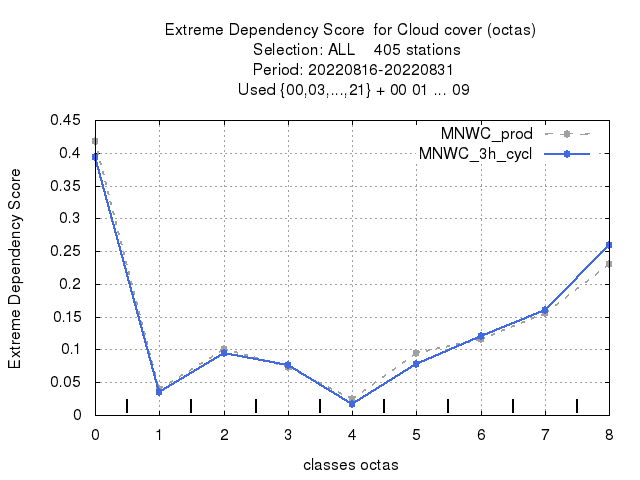 Extreme Dependency Score  for Cloud cover (octas)
Selection: ALL    405 stations
Period: 20220816-20220831
Used {00,03,...,21} + 00 01 ... 09
MNWC_prod
MNWC_3h_cycl
Extreme Dependency Score
0.45
0.4
0.35
0.3
0.25
0.2
0.15
0.1
0.05
0
0 1 2 3 4 5 6 7 8
classes octas